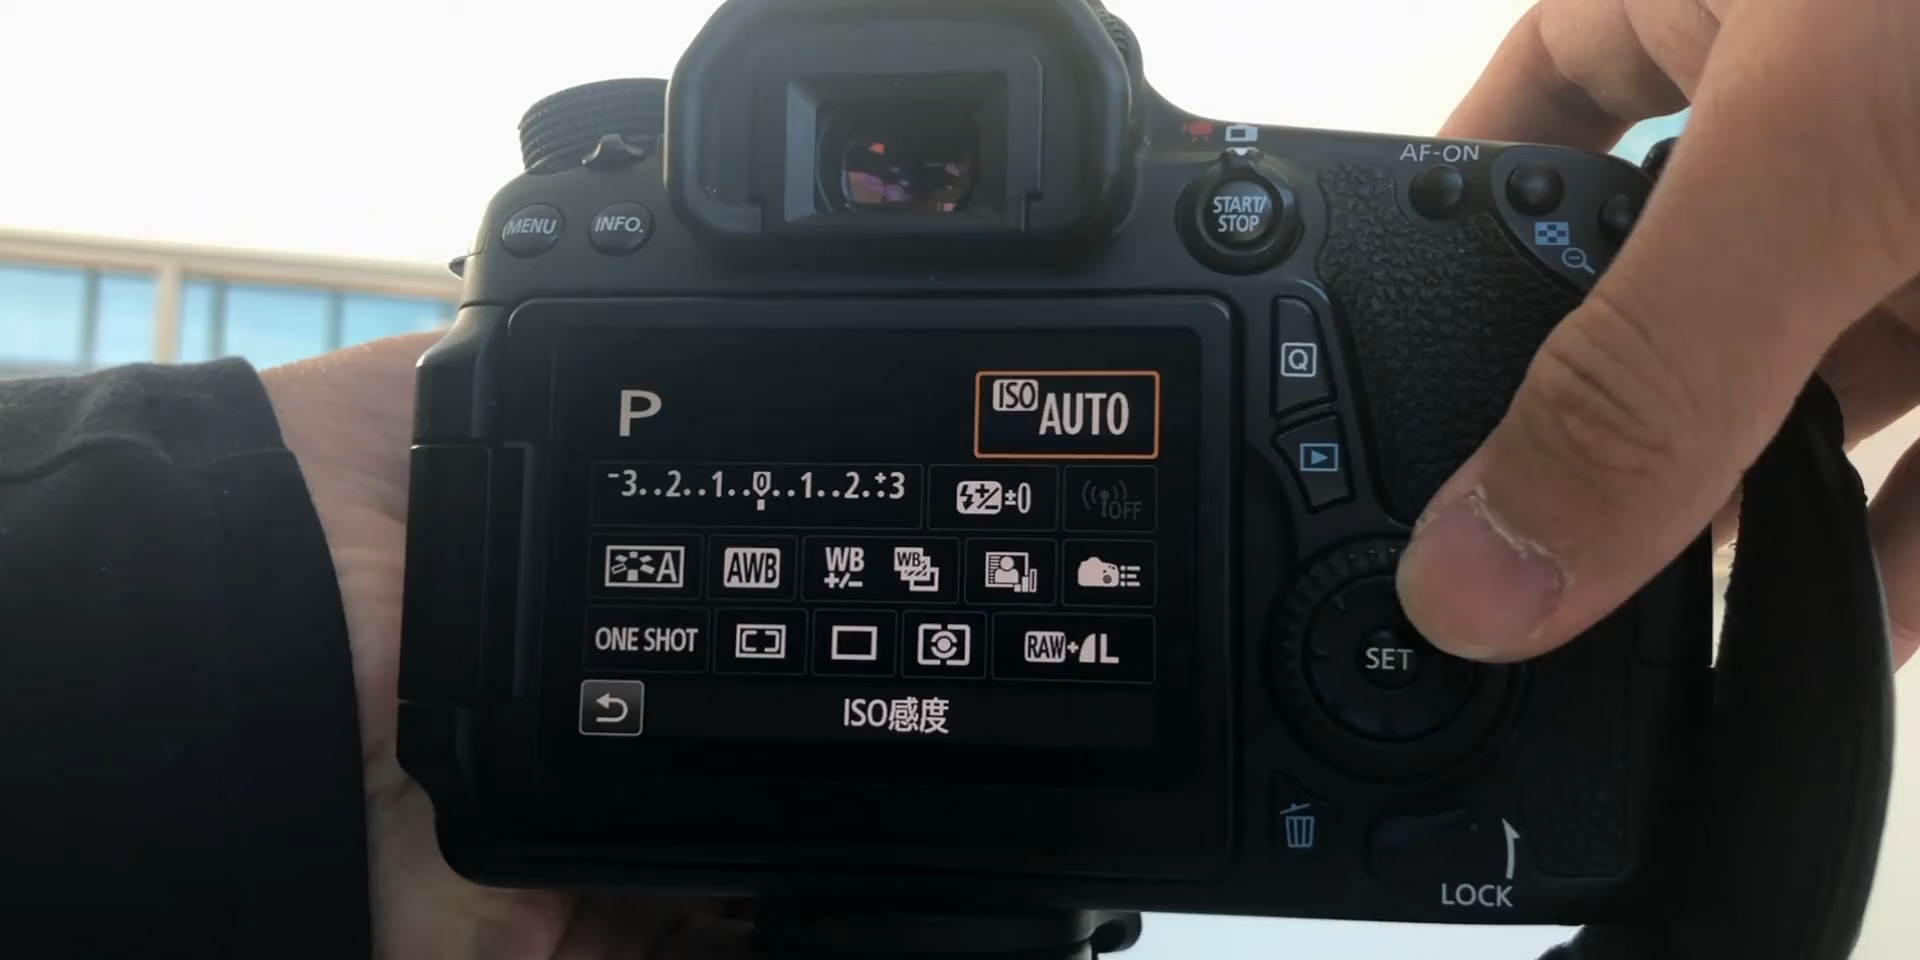 AF-ON
MENU
INFO.
START/
STOP
Q
P
ISO AUTO
-3..2..1..0..1..2.+3
±0
OFF
A
AWB
WB
+/-
WB
ONE SHOT
RAW+L
SET
ISO感度
LOCK